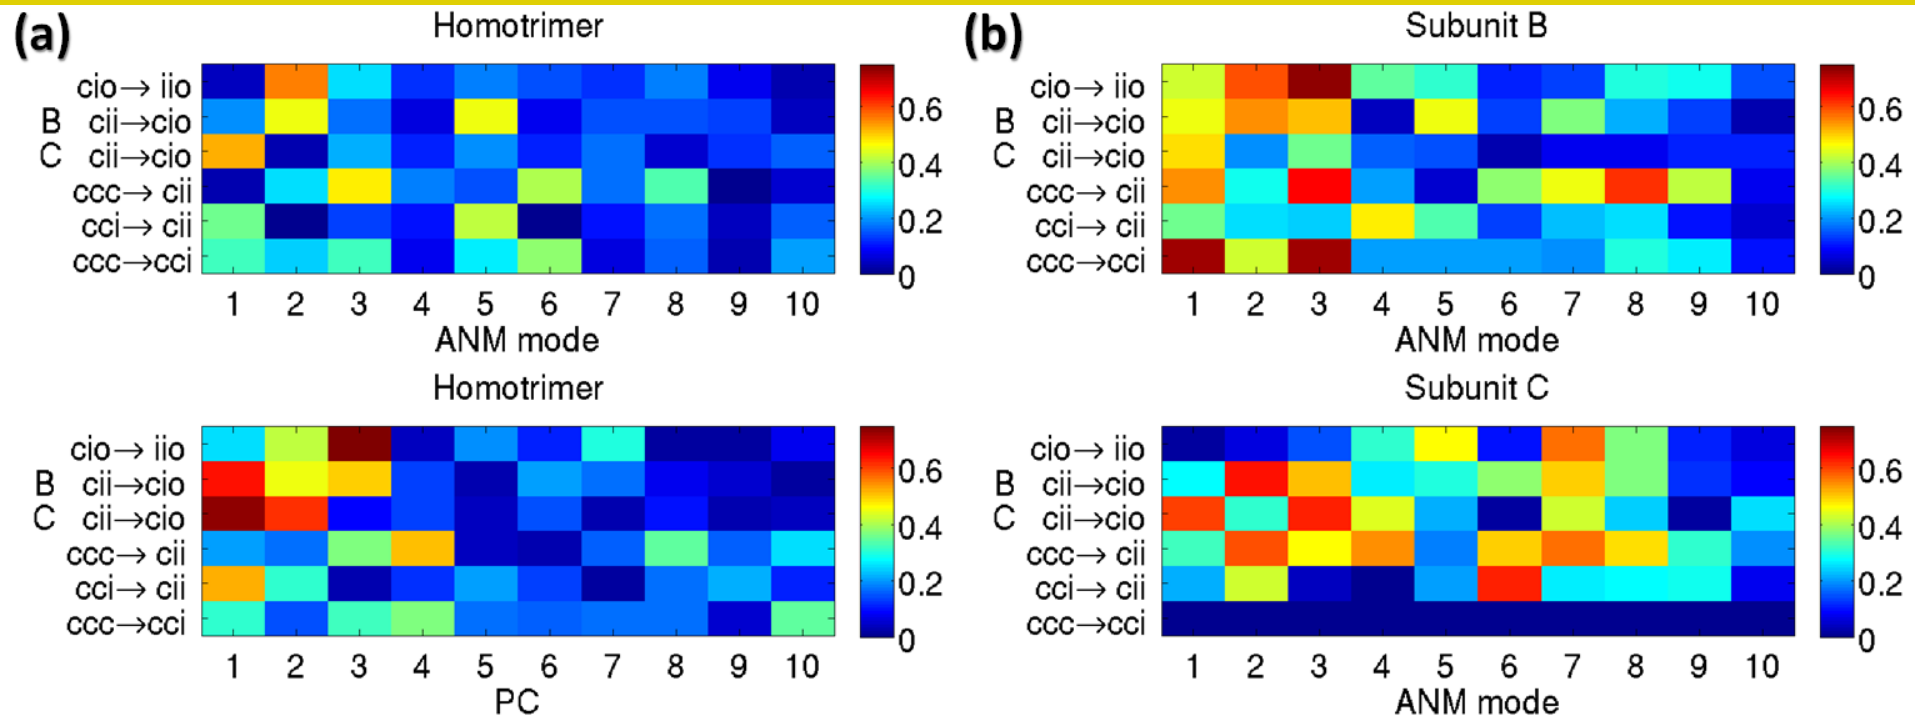 (a)
Homotrimer
cio→ iio
B cii→cio
C cii→cio
ccc→ cii
cci→ cii
ccc→cci
1 2 3 4 5 6 7 8 9 10
ANM mode
0.6
0.4
0.2
0
Homotrimer
cio→ iio
B cii→cio
C cii→cio
ccc→ cii
cci→ cii
ccc→cci
1 2 3 4 5 6 7 8 9 10
PC
0.6
0.4
0.2
0
(b)
Subunit B
cio→ iio
B cii→cio
C cii→cio
ccc→ cii
cci→ cii
ccc→cci
1 2 3 4 5 6 7 8 9 10
ANM mode
0.6
0.4
0.2
0
Subunit C
cio→ iio
B cii→cio
C cii→cio
ccc→ cii
cci→ cii
ccc→cci
1 2 3 4 5 6 7 8 9 10
ANM mode
0.6
0.4
0.2
0